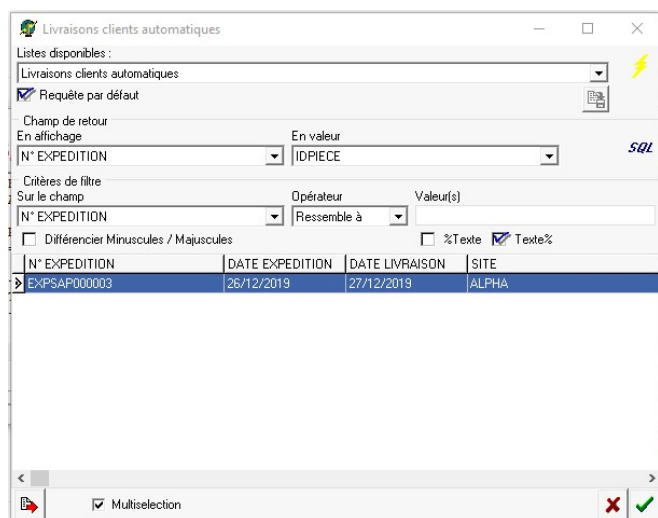 Livraisons clients automatiques
Listes disponibles :
Livraisons clients automatiques
Requête par défaut
Champ de retour
En affichage En valeur
N° EXPEDITION IDPIECE SQL
Critères de filtre
Sur le champ Opérateur Valeur(s)
N° EXPEDITION Ressemble à
Différencier Minuscules / Majuscules %Texte Texte%
N° EXPEDITION DATE EXPEDITION DATE LIVRAISON SITE
EXPSAP000003 26/12/2019 27/12/2019 ALPHA
Multiselection